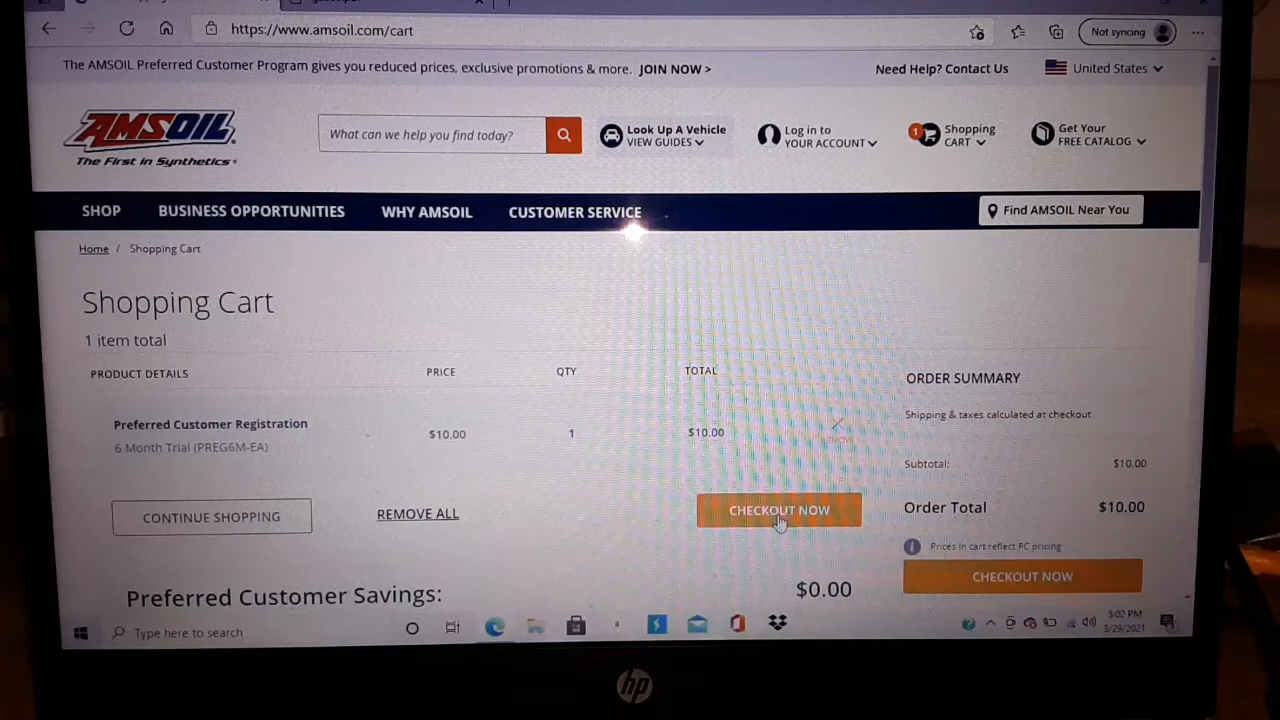 https://www.amsoil.com/cart
Not syncing
The AMSOIL Preferred Customer Program gives you reduced prices, exclusive promotions & more. JOIN NOW >
Need Help? Contact Us
United States
AMSOIL
The First in Synthetics
What can we help you find today?
Look Up A Vehicle
VIEW GUIDES
Log in to
YOUR ACCOUNT
1
Shopping
CART
Get Your
FREE CATALOG
SHOP
BUSINESS OPPORTUNITIES
WHY AMSOIL
CUSTOMER SERVICE
Find AMSOIL Near You
Home / Shopping Cart
Shopping Cart
1 item total
PRODUCT DETAILS
PRICE
QTY
TOTAL
ORDER SUMMARY
Shipping & taxes calculated at checkout
Preferred Customer Registration
6 Month Trial (PREG6M-EA)
$10.00
1
$10.00
REMOVE
Subtotal: $10.00
Order Total $10.00
CONTINUE SHOPPING
REMOVE ALL
CHECKOUT NOW
Prices in cart reflect PC pricing
CHECKOUT NOW
Preferred Customer Savings: $0.00
Type here to search
5:02 PM
3/29/2021
hp